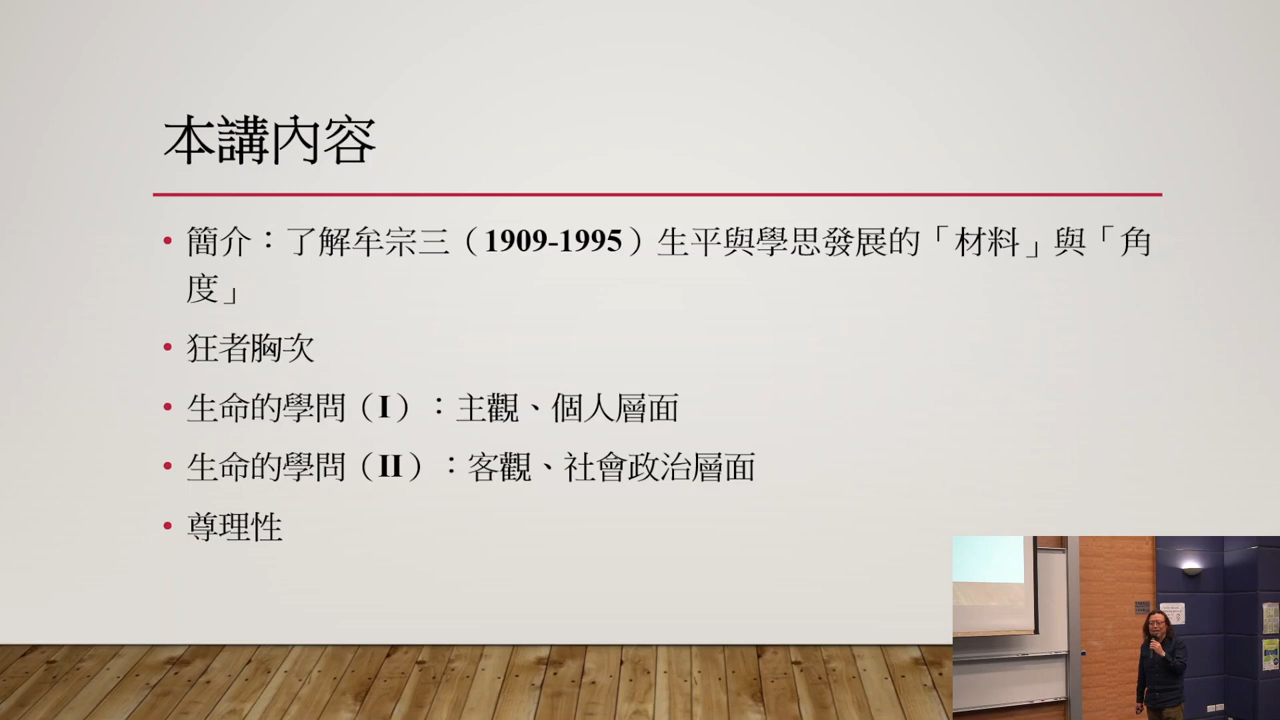 本講內容
• 簡介：了解牟宗三（1909-1995）生平與學思發展的「材料」與「角
度」
• 狂者胸次
• 生命的學問（I）：主觀、個人層面
• 生命的學問（II）：客觀、社會政治層面
• 尊理性